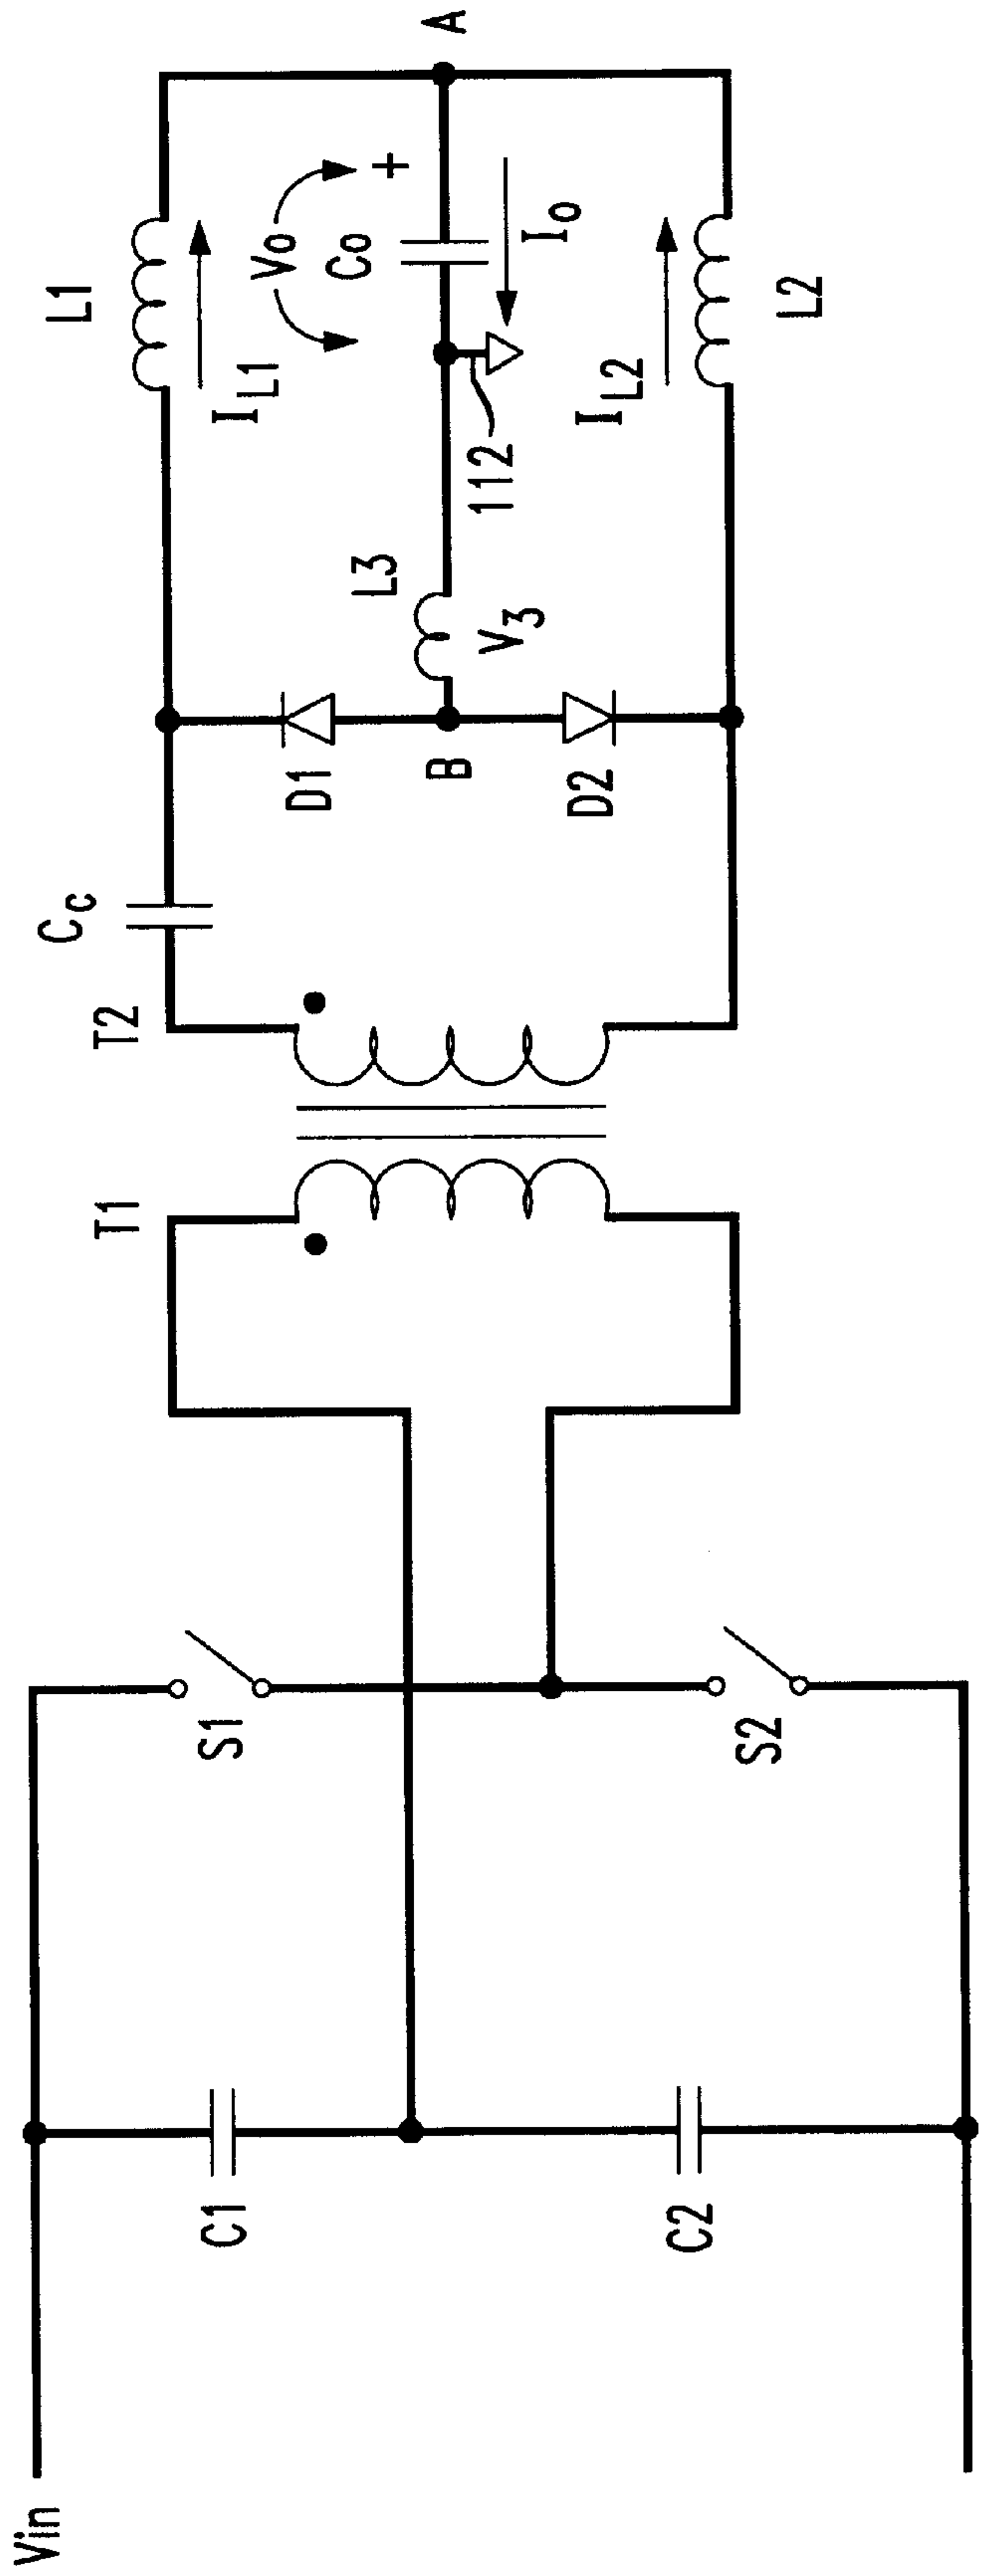 Vin
C1
C2
S1
S2
T1
T2
Cc
D1
B
D2
L3
V3
L1
IL1
Vo
Co
+
112
Io
IL2
L2
A